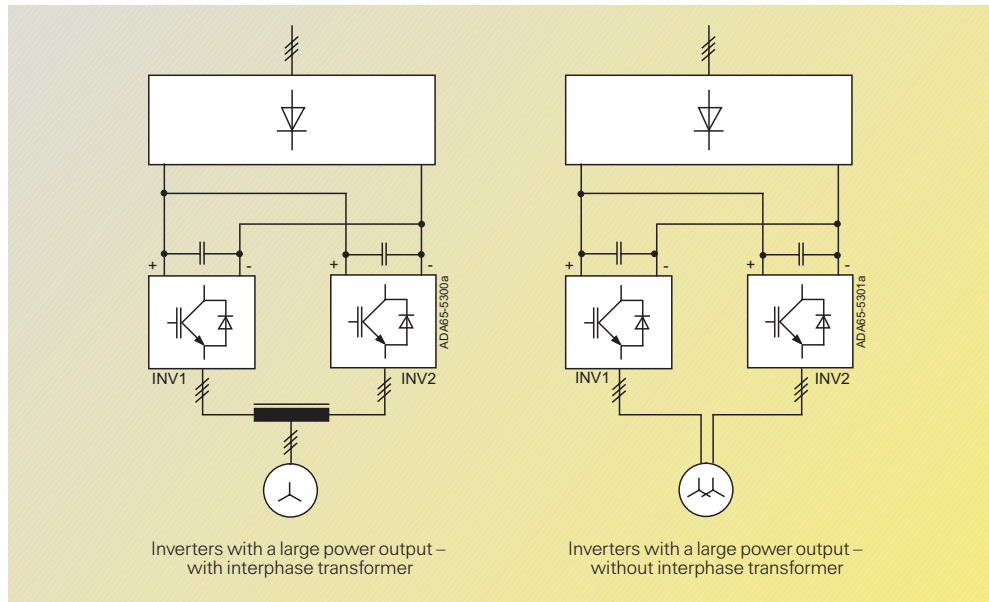 +
-
+
-
ADA65-5300a
INV1
INV2
Inverters with a large power output –
with interphase transformer
+
-
+
-
ADA65-5301a
INV1
INV2
Inverters with a large power output –
without interphase transformer